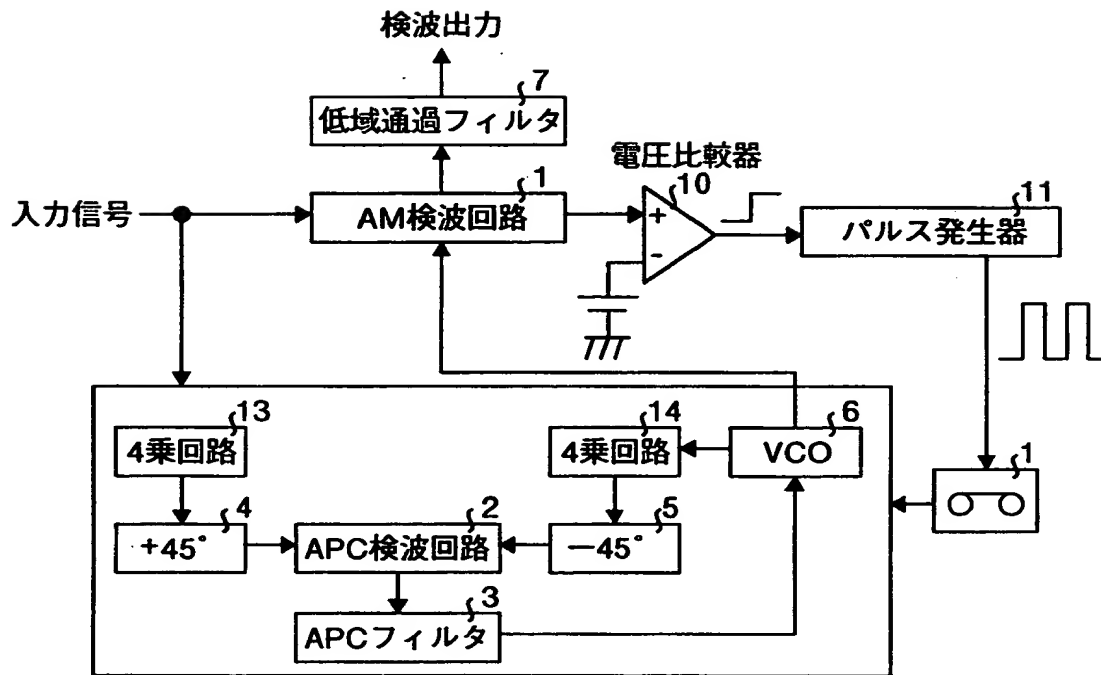 検波出力
7
低域通過フィルタ
電圧比較器
1
10
11
入力信号
AM検波回路
+
-
パルス発生器
13
14
6
4乗回路
4乗回路
VCO
1
4
2
5
+45°
APC検波回路
−45°
3
APCフィルタ